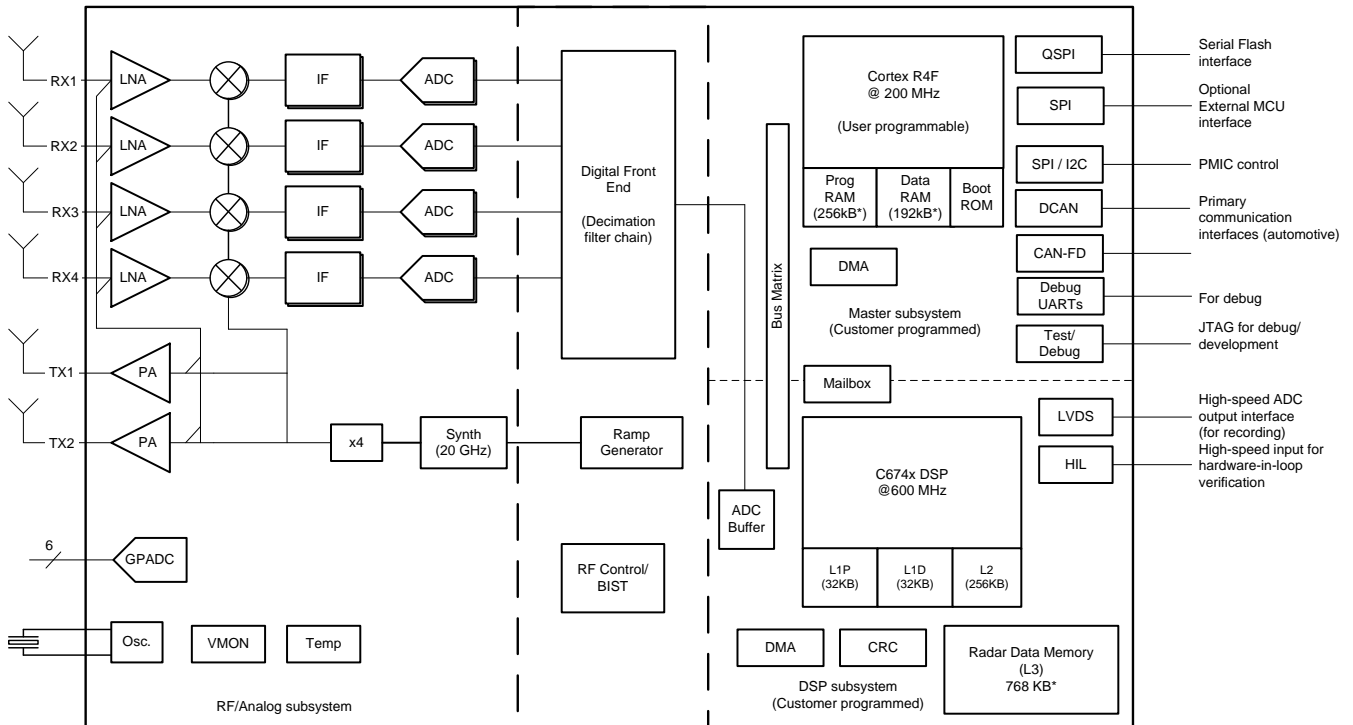 RX1
LNA
IF
ADC
RX2
LNA
IF
ADC
RX3
LNA
IF
ADC
RX4
LNA
IF
ADC
TX1
PA
TX2
PA
x4
Synth
(20 GHz)
Ramp
Generator
Digital Front
End
(Decimation
filter chain)
6
GPADC
RF Control/
BIST
Osc.
VMON
Temp
RF/Analog subsystem
Bus Matrix
Cortex R4F
@ 200 MHz
(User programmable)
Prog
RAM
(256kB*)
Data
RAM
(192kB*)
Boot
ROM
DMA
Master subsystem
(Customer programmed)
Mailbox
QSPI
Serial Flash
interface
SPI
Optional
External MCU
interface
SPI / I2C
PMIC control
DCAN
Primary
communication
interfaces (automotive)
CAN-FD
Debug
UARTs
For debug
Test/
Debug
JTAG for debug/
development
LVDS
High-speed ADC
output interface
(for recording)
HIL
High-speed input for
hardware-in-loop
verification
ADC
Buffer
C674x DSP
@600 MHz
L1P
(32KB)
L1D
(32KB)
L2
(256KB)
DMA
CRC
Radar Data Memory
(L3)
768 KB*
DSP subsystem
(Customer programmed)